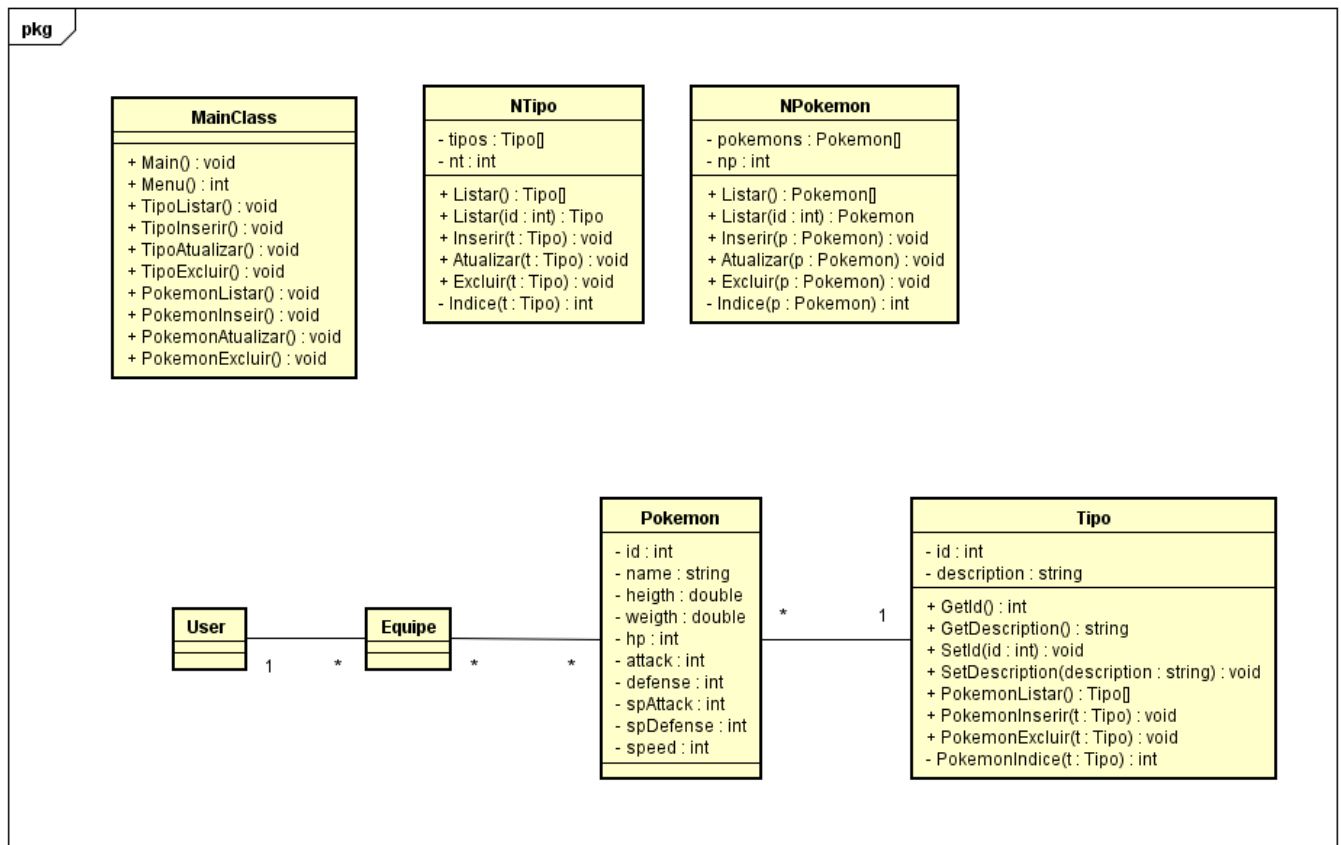 pkg
MainClass
+ Main() : void
+ Menu() : int
+ TipoListar() : void
+ TipoInserir() : void
+ TipoAtualizar() : void
+ TipoExcluir() : void
+ PokemonListar() : void
+ PokemonInseir() : void
+ PokemonAtualizar() : void
+ PokemonExcluir() : void
NTipo
- tipos : Tipo[]
- nt : int
+ Listar() : Tipo[]
+ Listar(id : int) : Tipo
+ Inserir(t : Tipo) : void
+ Atualizar(t : Tipo) : void
+ Excluir(t : Tipo) : void
- Indice(t : Tipo) : int
NPokemon
- pokemons : Pokemon[]
- np : int
+ Listar() : Pokemon[]
+ Listar(id : int) : Pokemon
+ Inserir(p : Pokemon) : void
+ Atualizar(p : Pokemon) : void
+ Excluir(p : Pokemon) : void
- Indice(p : Pokemon) : int
User
1
*
Equipe
*
*
Pokemon
- id : int
- name : string
- heigth : double
- weigth : double
- hp : int
- attack : int
- defense : int
- spAttack : int
- spDefense : int
- speed : int
*
1
Tipo
- id : int
- description : string
+ GetId() : int
+ GetDescription() : string
+ SetId(id : int) : void
+ SetDescription(description : string) : void
+ PokemonListar() : Tipo[]
+ PokemonInserir(t : Tipo) : void
+ PokemonExcluir(t : Tipo) : void
- PokemonIndice(t : Tipo) : int